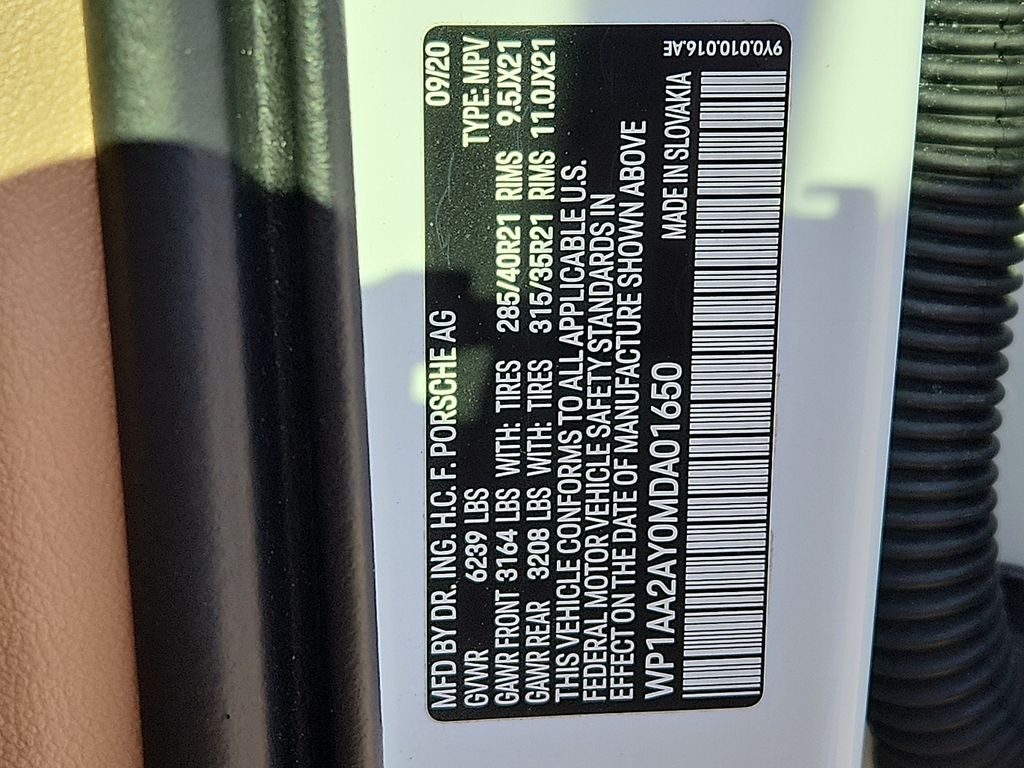 MFD BY DR. ING. H.C. F. PORSCHE AG 09/20
GVWR 6239 LBS TYPE: MPV
GAWR FRONT 3164 LBS WITH: TIRES 285/40R21 RIMS 9.5JX21
GAWR REAR 3208 LBS WITH: TIRES 315/35R21 RIMS 11.0JX21
THIS VEHICLE CONFORMS TO ALL APPLICABLE U.S.
FEDERAL MOTOR VEHICLE SAFETY STANDARDS IN
EFFECT ON THE DATE OF MANUFACTURE SHOWN ABOVE
WP1AA2AY0MDA01650 MADE IN SLOVAKIA
9Y0.010.016.AE